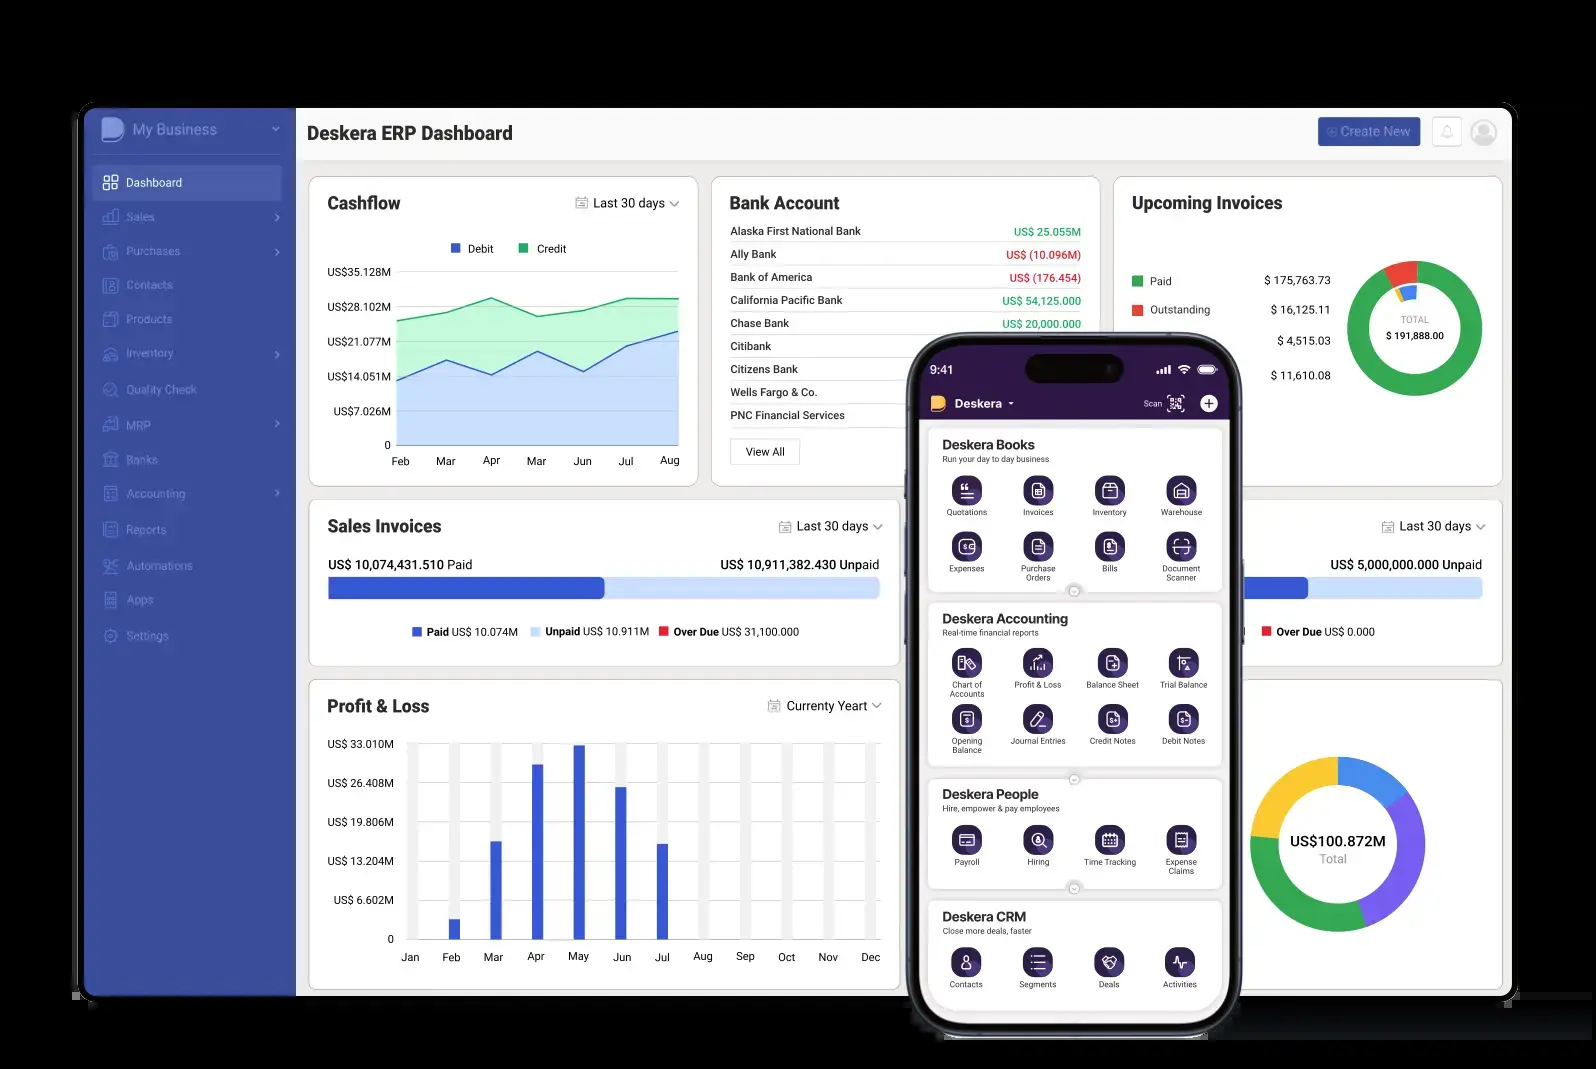 My Business
Dashboard
Sales
Purchases
Contacts
Products
Inventory
Quality Check
MRP
Banks
Accounting
Reports
Automations
Apps
Settings
Deskera ERP Dashboard
Create New
Cashflow
Last 30 days
Debit Credit
US$35.128M
US$28.102M
US$21.077M
US$14.051M
US$7.026M
0
Feb Mar Apr Mar Jun Jul Aug
Bank Account
Alaska First National Bank US$ 25.055M
Ally Bank US$ (10.096M)
Bank of America US$ (176.454)
California Pacific Bank US$ 54,125.000
Chase Bank US$ 20,000.000
Citibank
Citizens Bank
Wells Fargo & Co.
PNC Financial Services
View All
Upcoming Invoices
Paid $ 175,763.73
Outstanding $ 16,125.11
$ 4,515.03
$ 11,610.08
TOTAL
$ 191,888.00
Sales Invoices
Last 30 days
US$ 10,074,431.510 Paid US$ 10,911,382.430 Unpaid
Paid US$ 10.074M Unpaid US$ 10.911M Over Due US$ 31,100.000
Last 30 days
US$ 5,000,000.000 Unpaid
Over Due US$ 0.000
Profit & Loss
Currenty Yeart
US$ 33.010M
US$ 26.408M
US$ 19.806M
US$ 13.204M
US$ 6.602M
0
Jan Feb Mar Apr May Jun Jul Aug Sep Oct Nov Dec
US$100.872M
Total
9:41
Deskera
Scan
Deskera Books
Run your day to day business
Quotations Invoices Inventory Warehouse
Expenses Purchase Orders Bills Document Scanner
Deskera Accounting
Real-time financial reports
Chart of Accounts Profit & Loss Balance Sheet Trial Balance
Opening Balance Journal Entries Credit Notes Debit Notes
Deskera People
Hire, empower & pay employees
Payroll Hiring Time Tracking Expense Claims
Deskera CRM
Close more deals, faster
Contacts Segments Deals Activities